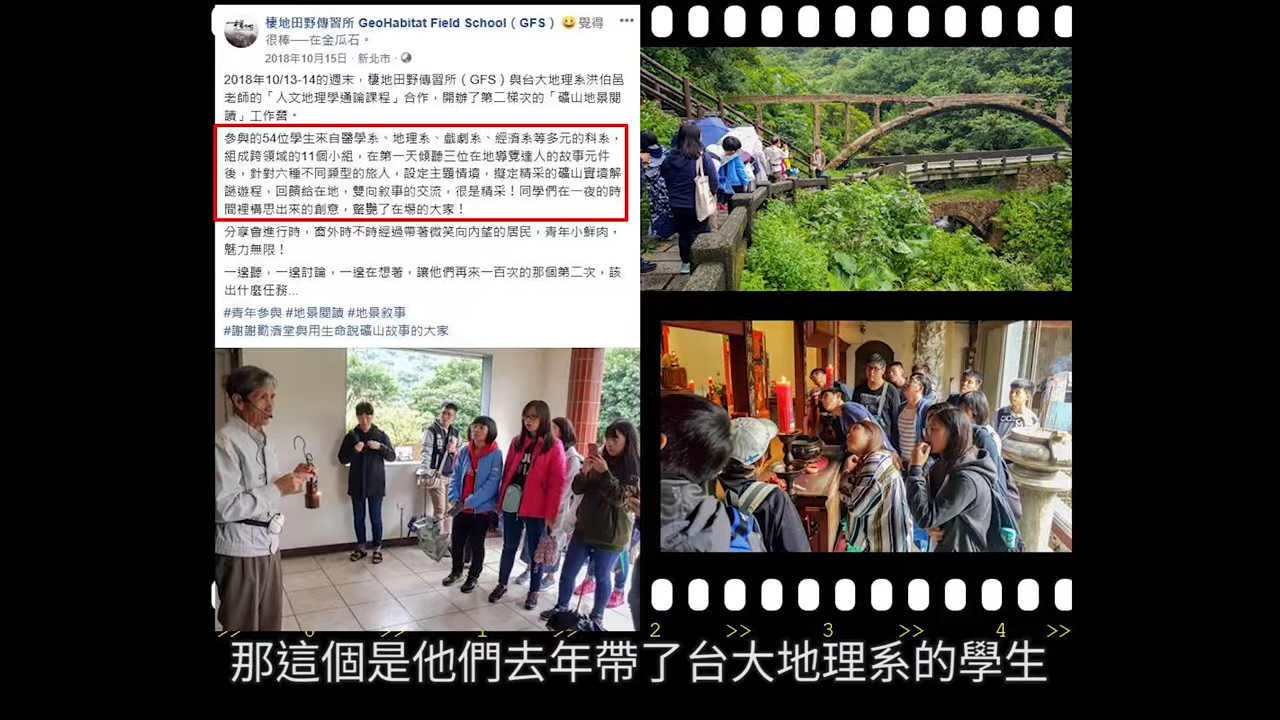 棲地田野傳習所 GeoHabitat Field School（GFS）😀 覺得
很棒——在金瓜石。
2018年10月15日 · 新北市 ·
2018年10/13-14的週末，棲地田野傳習所（GFS）與台大地理系洪伯邑
老師的「人文地理學通論課程」合作，開辦了第二梯次的「礦山地景閱
讀」工作營。
參與的54位學生來自醫學系、地理系、戲劇系、經濟系等多元的科系，
組成跨領域的11個小組，在第一天傾聽三位在地導覽達人的故事元件
後，針對六種不同類型的旅人，設定主題情境，擬定精采的礦山實境解
謎遊程，回饋給在地，雙向敘事的交流，很是精采！同學們在一夜的時
間裡構思出來的創意，驚艷了在場的大家！
分享會進行時，窗外時不時經過帶著微笑向內望的居民，青年小鮮肉，
魅力無限！
一邊聽，一邊討論，一邊在想著，讓他們再來一百次的那個第二次，該
出什麼任務...
#青年參與 #地景閱讀 #地景敘事
#謝謝勸濟堂與用生命說礦山故事的大家
>> 0 >> 1 >> 2 >> 3 >> 4 >>
那這個是他們去年帶了台大地理系的學生